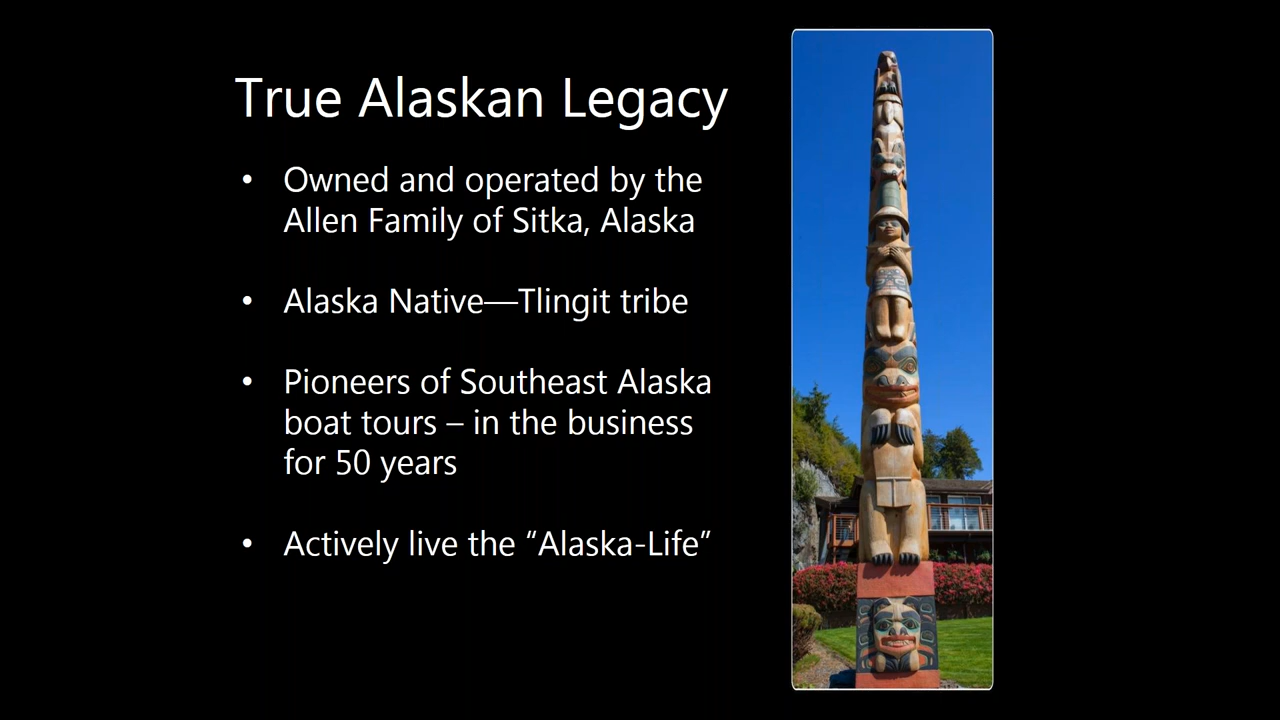 True Alaskan Legacy
• Owned and operated by the
Allen Family of Sitka, Alaska
• Alaska Native—Tlingit tribe
• Pioneers of Southeast Alaska
boat tours – in the business
for 50 years
• Actively live the “Alaska-Life”